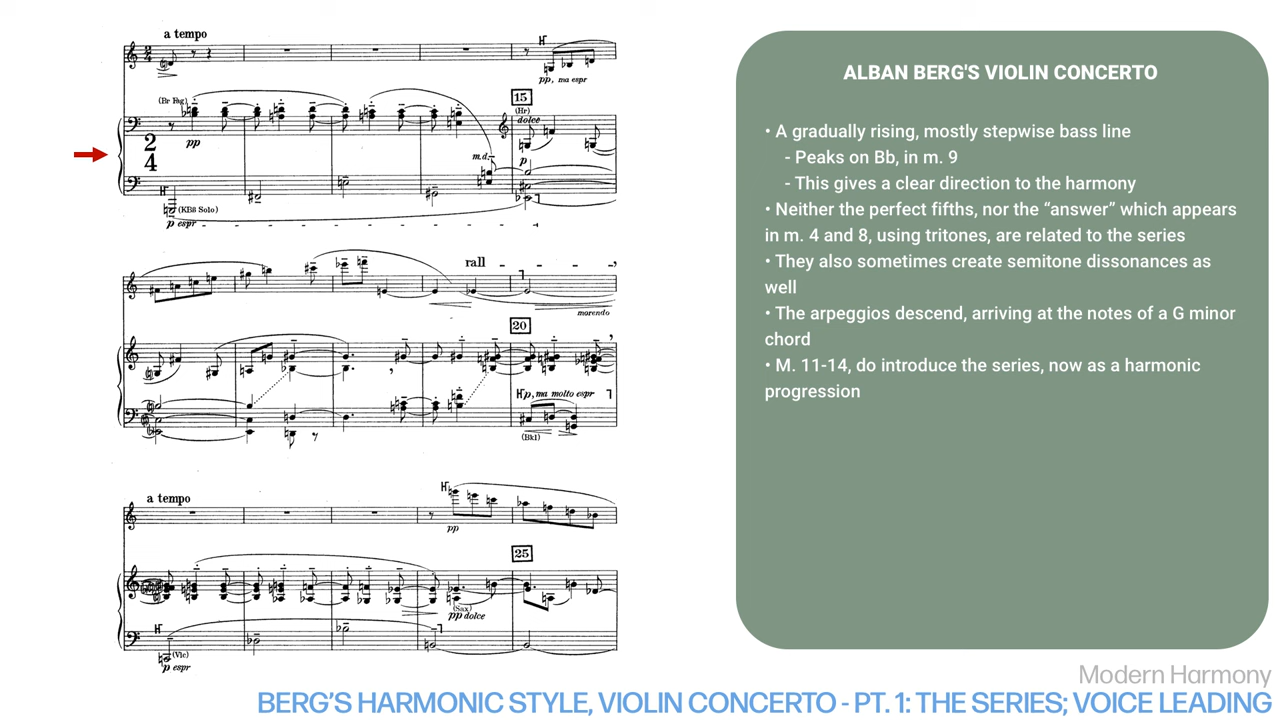 a tempo
pp, ma espr
(Br Fag)
15
(Hr)
dolce
pp
2
4
m.d.
p
(KBß Solo)
p espr
rall
morendo
20
p, ma molto espr
(Bkl)
a tempo
pp
25
(Sax)
pp dolce
(Vlc)
p espr
ALBAN BERG'S VIOLIN CONCERTO
• A gradually rising, mostly stepwise bass line
- Peaks on Bb, in m. 9
- This gives a clear direction to the harmony
• Neither the perfect fifths, nor the “answer” which appears
in m. 4 and 8, using tritones, are related to the series
• They also sometimes create semitone dissonances as
well
• The arpeggios descend, arriving at the notes of a G minor
chord
• M. 11-14, do introduce the series, now as a harmonic
progression
Modern Harmony
BERG’S HARMONIC STYLE, VIOLIN CONCERTO - PT. 1: THE SERIES; VOICE LEADING